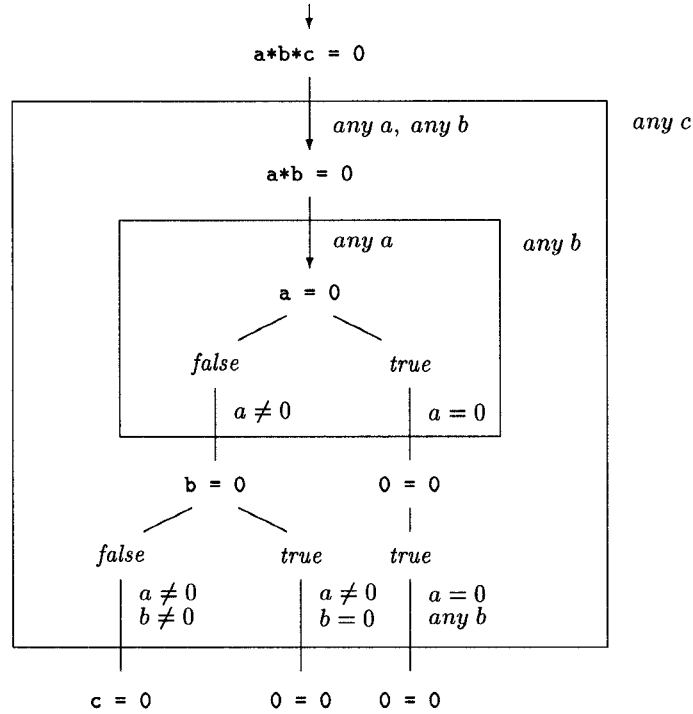 a*b*c = 0
any a, any b
any c
a*b = 0
any a
any b
a = 0
false true
a ≠ 0 a = 0
b = 0 0 = 0
false true true
a ≠ 0 a ≠ 0 a = 0
b ≠ 0 b = 0 any b
c = 0 0 = 0 0 = 0